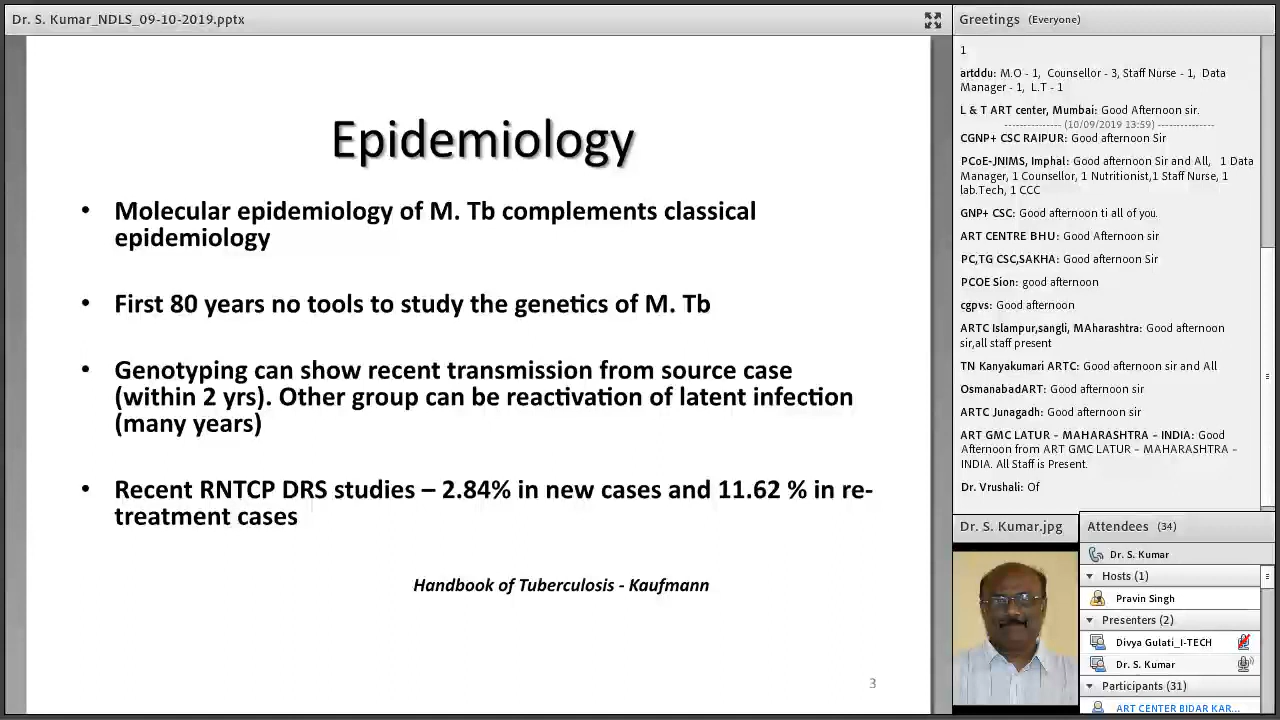 Dr. S. Kumar_NDLS_09-10-2019.pptx
Epidemiology
• Molecular epidemiology of M. Tb complements classical
epidemiology
• First 80 years no tools to study the genetics of M. Tb
• Genotyping can show recent transmission from source case
(within 2 yrs). Other group can be reactivation of latent infection
(many years)
• Recent RNTCP DRS studies – 2.84% in new cases and 11.62 % in re-
treatment cases
Handbook of Tuberculosis - Kaufmann
3
Greetings (Everyone)
1
artddu: M.O - 1, Counsellor - 3, Staff Nurse - 1, Data
Manager - 1, L.T - 1
L & T ART center, Mumbai: Good Afternoon sir.
---------------- (10/09/2019 13:59) ----------------
CGNP+ CSC RAIPUR: Good afternoon Sir
PCoE-JNIMS, Imphal: Good afternoon Sir and All, 1 Data
Manager, 1 Counsellor, 1 Nutritionist,1 Staff Nurse, 1
lab.Tech, 1 CCC
GNP+ CSC: Good afternoon ti all of you.
ART CENTRE BHU: Good Afternoon sir
PC,TG CSC,SAKHA: Good afternoon Sir
PCOE Sion: good afternoon
cgpvs: Good afternoon
ARTC Islampur,sangli, MAharashtra: Good afternoon
sir,all staff present
TN Kanyakumari ARTC: Good afternoon sir and All
OsmanabadART: Good afternoon sir
ARTC Junagadh: Good afternoon sir
ART GMC LATUR - MAHARASHTRA - INDIA: Good
Afternoon from ART GMC LATUR - MAHARASHTRA -
INDIA. All Staff is Present.
Dr. Vrushali: Of
Dr. S. Kumar.jpg
Attendees (34)
Dr. S. Kumar
Hosts (1)
Pravin Singh
Presenters (2)
Divya Gulati_I-TECH
Dr. S. Kumar
Participants (31)
ART CENTER BIDAR KAR...